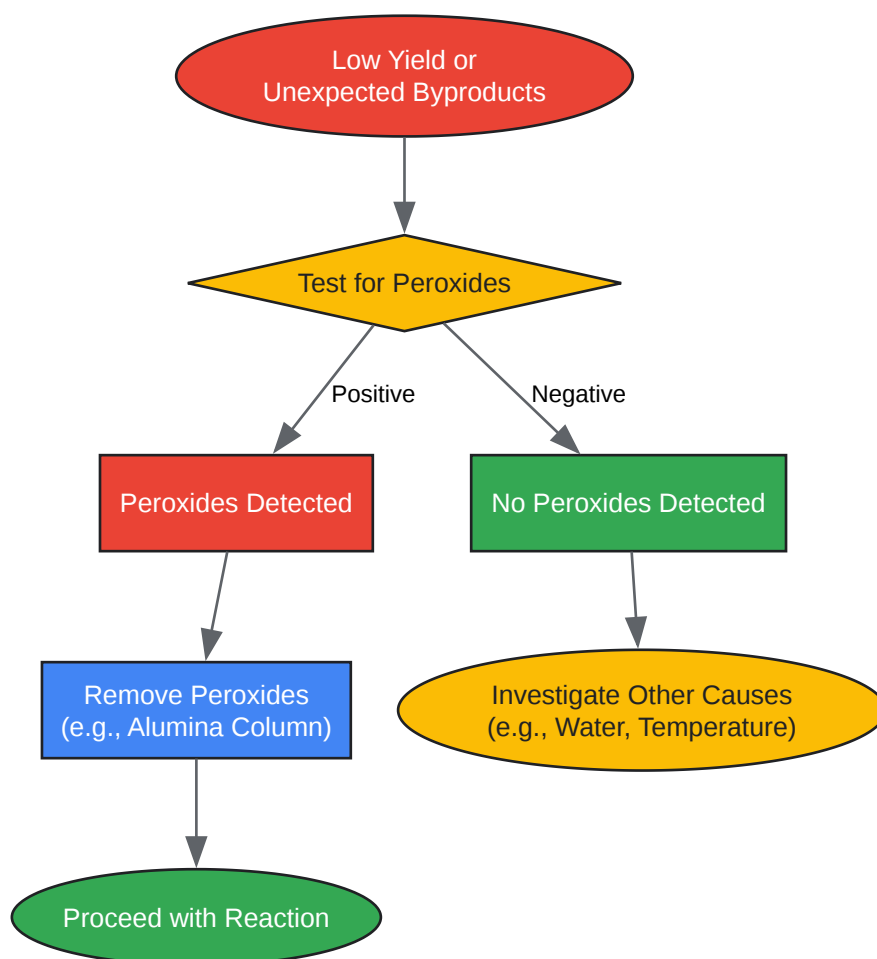 Low Yield or
Unexpected Byproducts
Test for Peroxides
Positive
Negative
Peroxides Detected
No Peroxides Detected
Remove Peroxides
(e.g., Alumina Column)
Investigate Other Causes
(e.g., Water, Temperature)
Proceed with Reaction